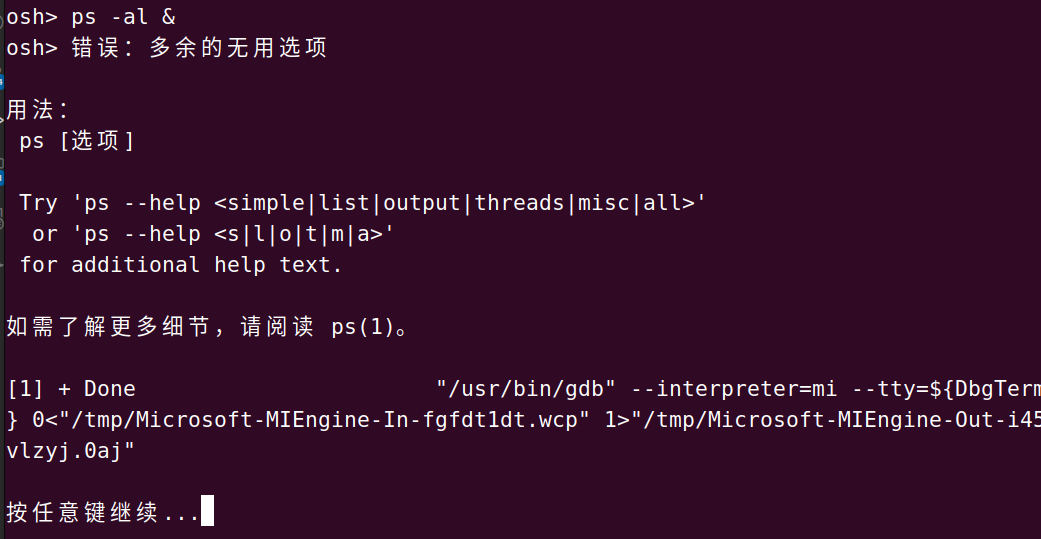 osh> ps -al &
osh> 错误：多余的无用选项
用法：
ps [选项]
Try 'ps --help <simple|list|output|threads|misc|all>'
or 'ps --help <s|l|o|t|m|a>'
for additional help text.
如需了解更多细节，请阅读 ps(1)。
[1] + Done "/usr/bin/gdb" --interpreter=mi --tty=${DbgTerm
} 0<"/tmp/Microsoft-MIEngine-In-fgfdt1dt.wcp" 1>"/tmp/Microsoft-MIEngine-Out-i45
vlzyj.0aj"
按任意键继续...